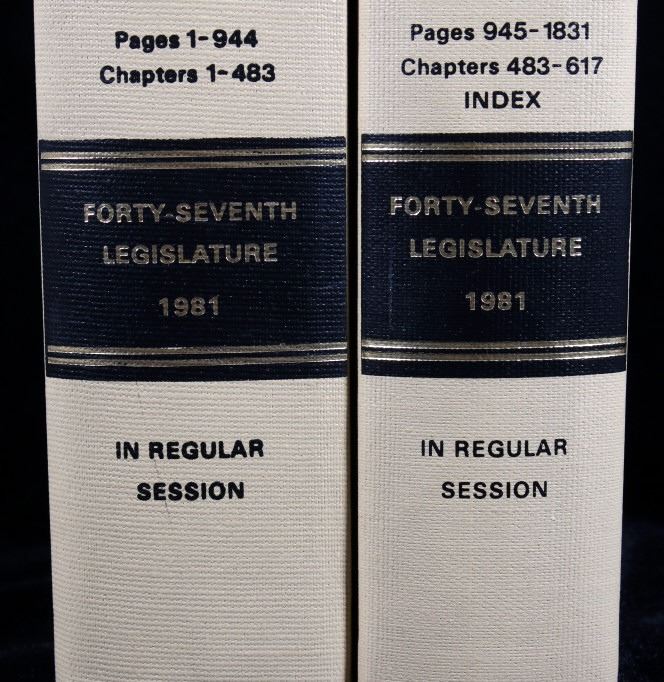 Pages 1-944
Chapters 1-483
FORTY-SEVENTH
LEGISLATURE
1981
IN REGULAR
SESSION
Pages 945-1831
Chapters 483-617
INDEX
FORTY-SEVENTH
LEGISLATURE
1981
IN REGULAR
SESSION